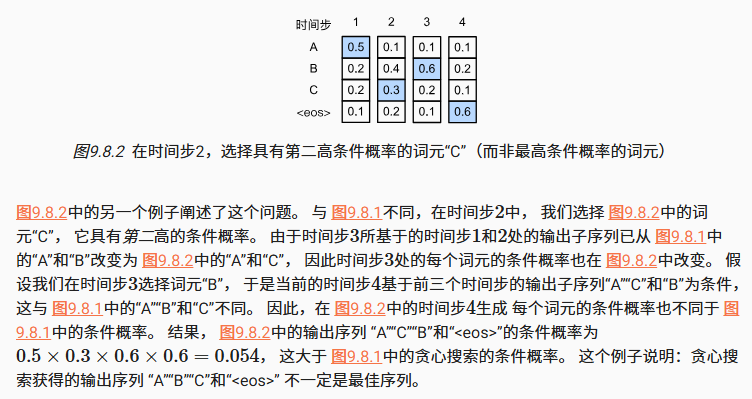 时间步 1 2 3 4
A 0.5 0.1 0.1 0.1
B 0.2 0.4 0.6 0.2
C 0.2 0.3 0.2 0.1
<eos> 0.1 0.2 0.1 0.6
图9.8.2 在时间步2，选择具有第二高条件概率的词元“C”（而非最高条件概率的词元）
图9.8.2中的另一个例子阐述了这个问题。 与 图9.8.1不同，在时间步2中， 我们选择 图9.8.2中的词
元“C”， 它具有第二高的条件概率。 由于时间步3所基于的时间步1和2处的输出子序列已从 图9.8.1中
的“A”和“B”改变为 图9.8.2中的“A”和“C”， 因此时间步3处的每个词元的条件概率也在 图9.8.2中改变。 假
设我们在时间步3选择词元“B”， 于是当前的时间步4基于前三个时间步的输出子序列“A”“C”和“B”为条件，
这与 图9.8.1中的“A”“B”和“C”不同。 因此，在 图9.8.2中的时间步4生成 每个词元的条件概率也不同于 图
9.8.1中的条件概率。 结果， 图9.8.2中的输出序列 “A”“C”“B”和“<eos>”的条件概率为
0.5 × 0.3 × 0.6 × 0.6 = 0.054， 这大于 图9.8.1中的贪心搜索的条件概率。 这个例子说明：贪心搜
索获得的输出序列 “A”“B”“C”和“<eos>” 不一定是最佳序列。